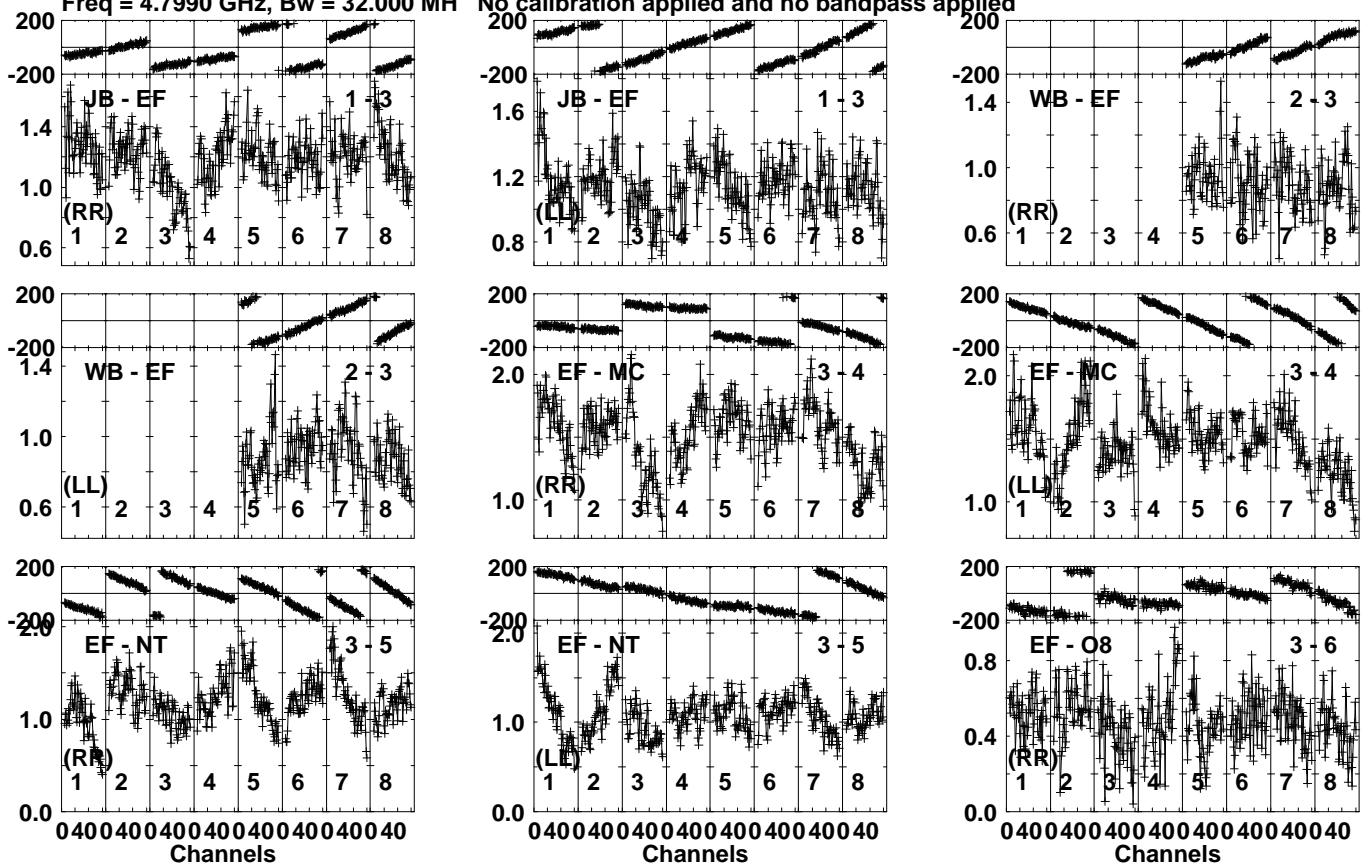 Freq = 4.7990 GHz, Bw = 32.000 MH No calibration applied and no bandpass applied
200
-200
JB - EF 1 - 3
1.4
1.0
0.6
(RR)
1 2 3 4 5 6 7 8
200
-200
JB - EF 1 - 3
1.6
1.2
0.8
(LL)
1 2 3 4 5 6 7 8
200
-200
WB - EF 2 - 3
1.4
1.0
0.6
(RR)
1 2 3 4 5 6 7 8
200
-200
WB - EF 2 - 3
1.4
1.0
0.6
(LL)
1 2 3 4 5 6 7 8
200
-200
EF - MC 3 - 4
2.0
1.0
(RR)
1 2 3 4 5 6 7 8
200
-200
EF - MC 3 - 4
2.0
1.0
(LL)
1 2 3 4 5 6 7 8
200
-200
EF - NT 3 - 5
2.0
1.0
0.0
(RR)
1 2 3 4 5 6 7 8
0 40 0 40 0 40 0 40 0 40 0 40 0 40 0 40
Channels
200
-200
EF - NT 3 - 5
2.0
1.0
0.0
(LL)
1 2 3 4 5 6 7 8
0 40 0 40 0 40 0 40 0 40 0 40 0 40 0 40
Channels
200
-200
EF - O8 3 - 6
0.8
0.4
0.0
(RR)
1 2 3 4 5 6 7 8
0 40 0 40 0 40 0 40 0 40 0 40 0 40 0 40
Channels